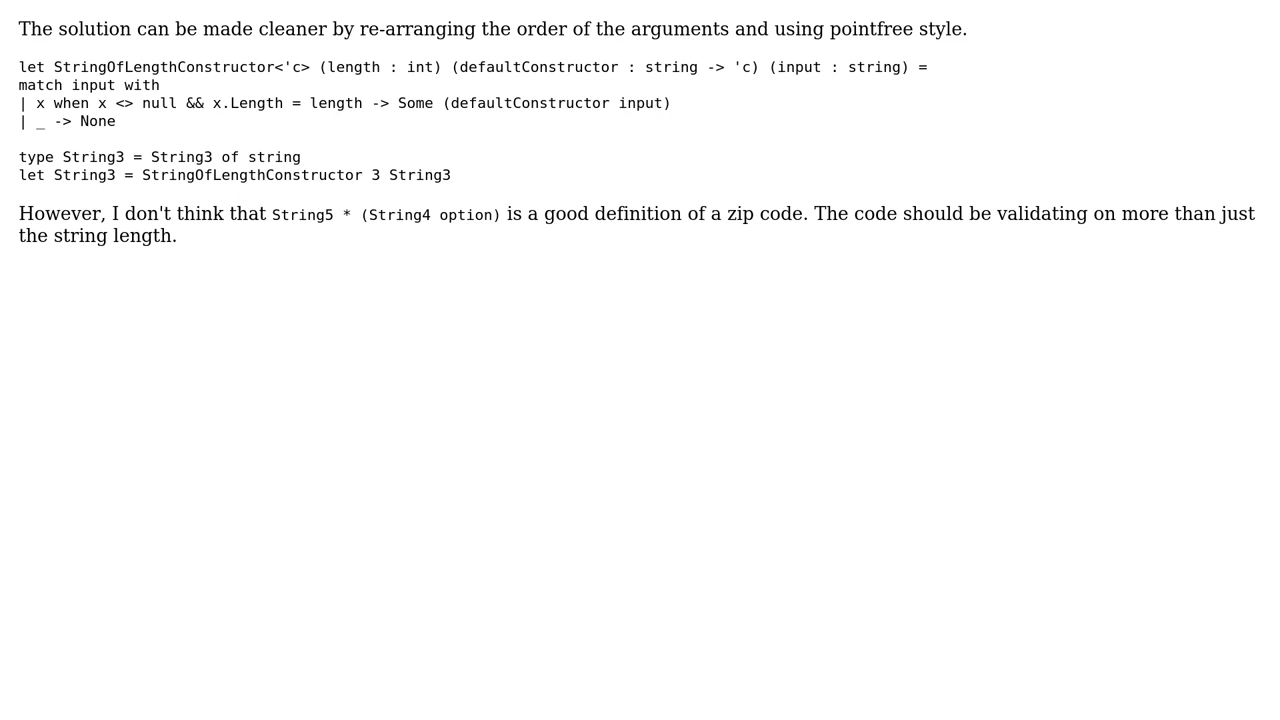 The solution can be made cleaner by re-arranging the order of the arguments and using pointfree style.
let StringOfLengthConstructor<'c> (length : int) (defaultConstructor : string -> 'c) (input : string) =
match input with
| x when x <> null && x.Length = length -> Some (defaultConstructor input)
| _ -> None
type String3 = String3 of string
let String3 = StringOfLengthConstructor 3 String3
However, I don't think that String5 * (String4 option) is a good definition of a zip code. The code should be validating on more than just
the string length.